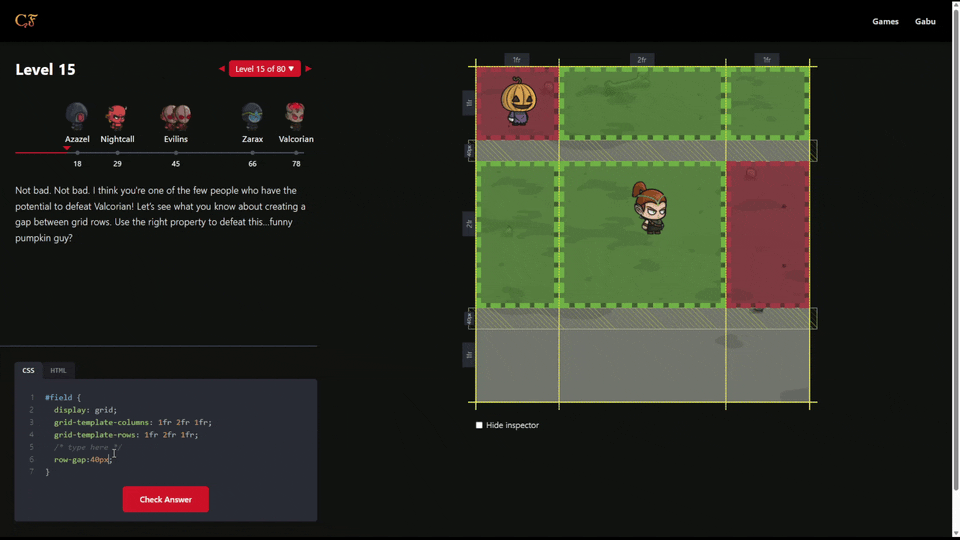 CF
Games
Gabu
Level 15
Level 15 of 80 ▼
Azazel
Nightcall
Evilins
Zarax
Valcorian
18
29
45
66
78
Not bad. Not bad. I think you're one of the few people who have the
potential to defeat Valcorian! Let's see what you know about creating a
gap between grid rows. Use the right property to defeat this...funny
pumpkin guy?
CSS
HTML
1 #field {
2 display: grid;
3 grid-template-columns: 1fr 2fr 1fr;
4 grid-template-rows: 1fr 2fr 1fr;
5 /* type here */
6 row-gap:40px;
7 }
Check Answer
1fr
2fr
1fr
1fr
40px
2fr
40px
1fr
Hide inspector